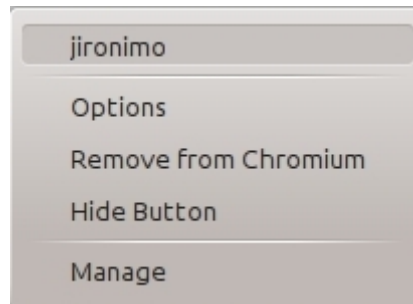 jironimo
Options
Remove from Chromium
Hide Button
Manage